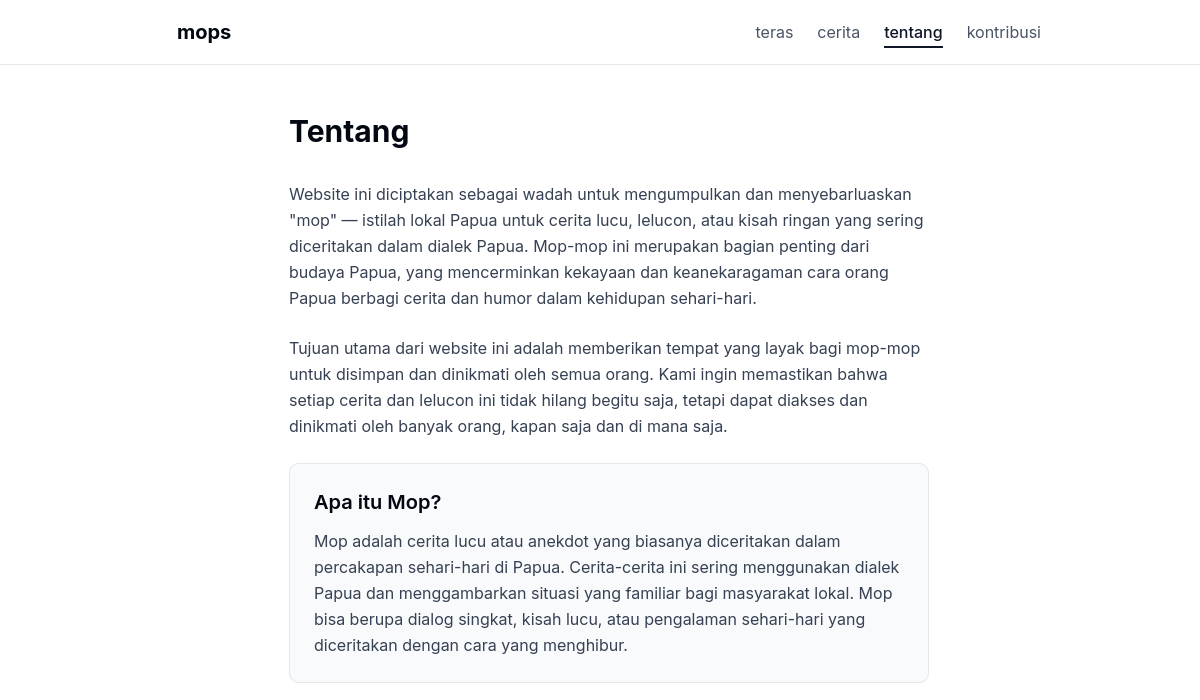 mops
teras cerita tentang kontribusi
Tentang
Website ini diciptakan sebagai wadah untuk mengumpulkan dan menyebarluaskan
"mop" — istilah lokal Papua untuk cerita lucu, lelucon, atau kisah ringan yang sering
diceritakan dalam dialek Papua. Mop-mop ini merupakan bagian penting dari
budaya Papua, yang mencerminkan kekayaan dan keanekaragaman cara orang
Papua berbagi cerita dan humor dalam kehidupan sehari-hari.
Tujuan utama dari website ini adalah memberikan tempat yang layak bagi mop-mop
untuk disimpan dan dinikmati oleh semua orang. Kami ingin memastikan bahwa
setiap cerita dan lelucon ini tidak hilang begitu saja, tetapi dapat diakses dan
dinikmati oleh banyak orang, kapan saja dan di mana saja.
Apa itu Mop?
Mop adalah cerita lucu atau anekdot yang biasanya diceritakan dalam
percakapan sehari-hari di Papua. Cerita-cerita ini sering menggunakan dialek
Papua dan menggambarkan situasi yang familiar bagi masyarakat lokal. Mop
bisa berupa dialog singkat, kisah lucu, atau pengalaman sehari-hari yang
diceritakan dengan cara yang menghibur.